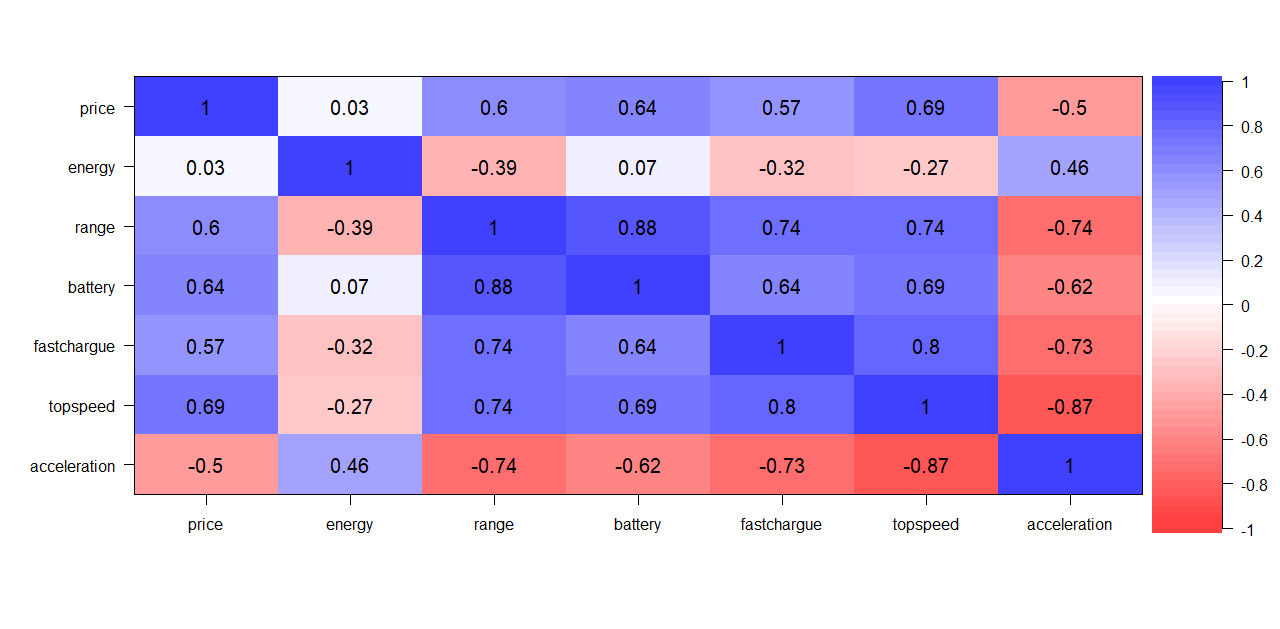 price 1 0.03 0.6 0.64 0.57 0.69 -0.5
energy 0.03 1 -0.39 0.07 -0.32 -0.27 0.46
range 0.6 -0.39 1 0.88 0.74 0.74 -0.74
battery 0.64 0.07 0.88 1 0.64 0.69 -0.62
fastchargue 0.57 -0.32 0.74 0.64 1 0.8 -0.73
topspeed 0.69 -0.27 0.74 0.69 0.8 1 -0.87
acceleration -0.5 0.46 -0.74 -0.62 -0.73 -0.87 1
price energy range battery fastchargue topspeed acceleration
1
0.8
0.6
0.4
0.2
0
-0.2
-0.4
-0.6
-0.8
-1